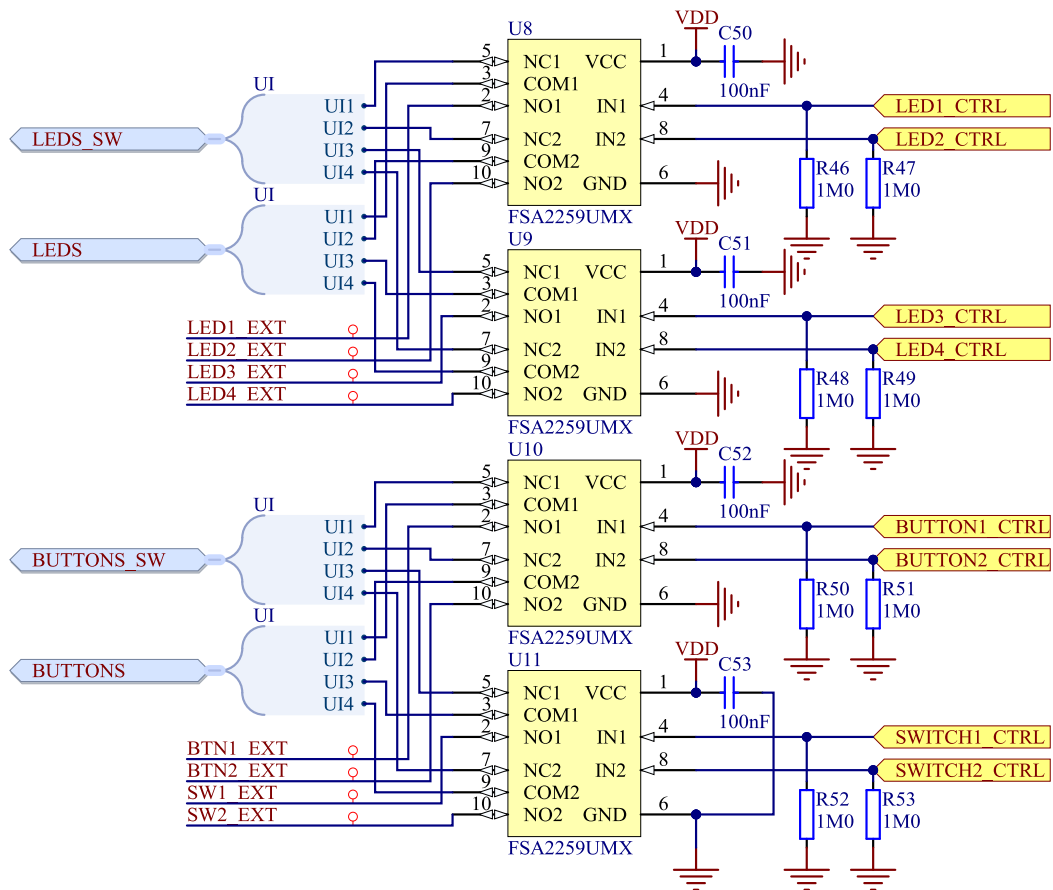 U8
VDD
C50
100nF
5 NC1 VCC 1
3 COM1
2 NO1 IN1 4
7 NC2 IN2 8
9 COM2
10 NO2 GND 6
FSA2259UMX
LED1_CTRL
LED2_CTRL
R46 1M0
R47 1M0
UI
LEDS_SW
UI1
UI2
UI3
UI4
UI
LEDS
UI1
UI2
UI3
UI4
U9
VDD
C51
100nF
5 NC1 VCC 1
3 COM1
2 NO1 IN1 4
7 NC2 IN2 8
9 COM2
10 NO2 GND 6
FSA2259UMX
LED3_CTRL
LED4_CTRL
R48 1M0
R49 1M0
LED1_EXT
LED2_EXT
LED3_EXT
LED4_EXT
U10
VDD
C52
100nF
5 NC1 VCC 1
3 COM1
2 NO1 IN1 4
7 NC2 IN2 8
9 COM2
10 NO2 GND 6
FSA2259UMX
BUTTON1_CTRL
BUTTON2_CTRL
R50 1M0
R51 1M0
UI
BUTTONS_SW
UI1
UI2
UI3
UI4
UI
BUTTONS
UI1
UI2
UI3
UI4
U11
VDD
C53
100nF
5 NC1 VCC 1
3 COM1
2 NO1 IN1 4
7 NC2 IN2 8
9 COM2
10 NO2 GND 6
FSA2259UMX
SWITCH1_CTRL
SWITCH2_CTRL
R52 1M0
R53 1M0
BTN1_EXT
BTN2_EXT
SW1_EXT
SW2_EXT